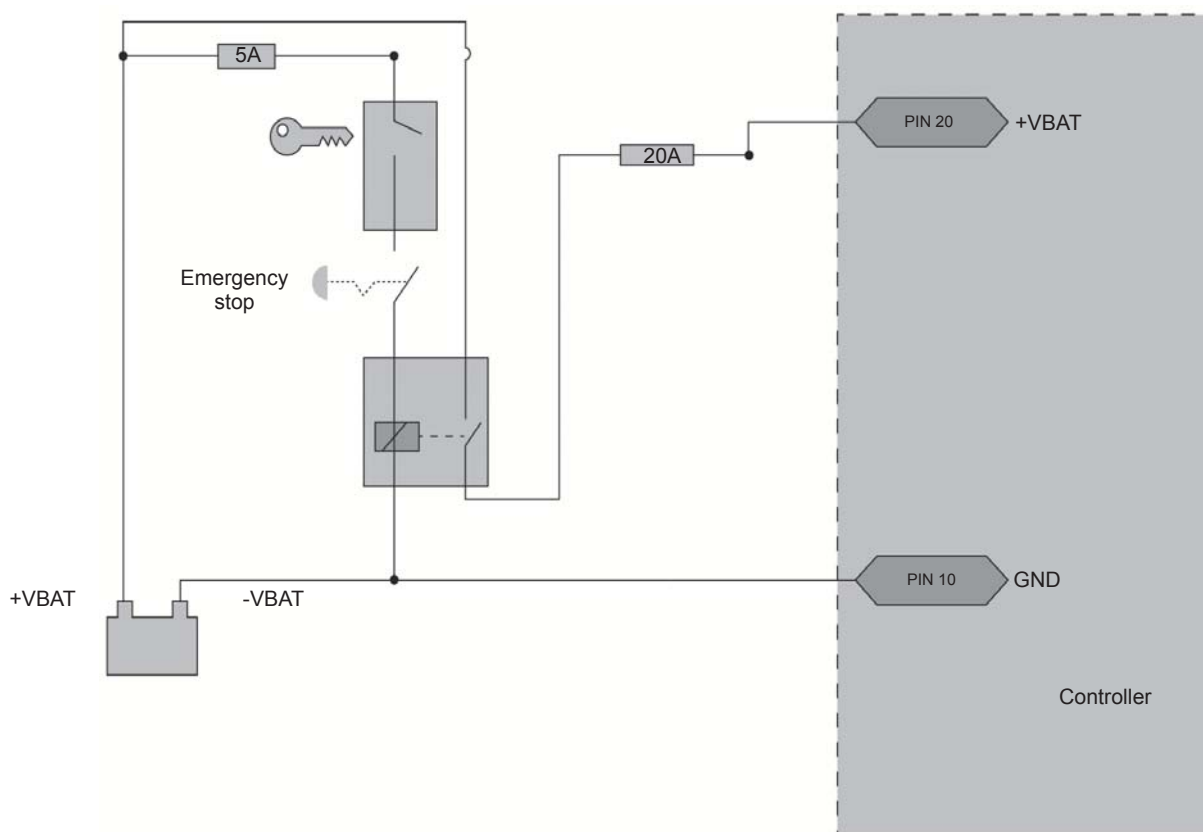 5A
PIN 20
+VBAT
20A
Emergency
stop
PIN 10
GND
+VBAT
-VBAT
Controller